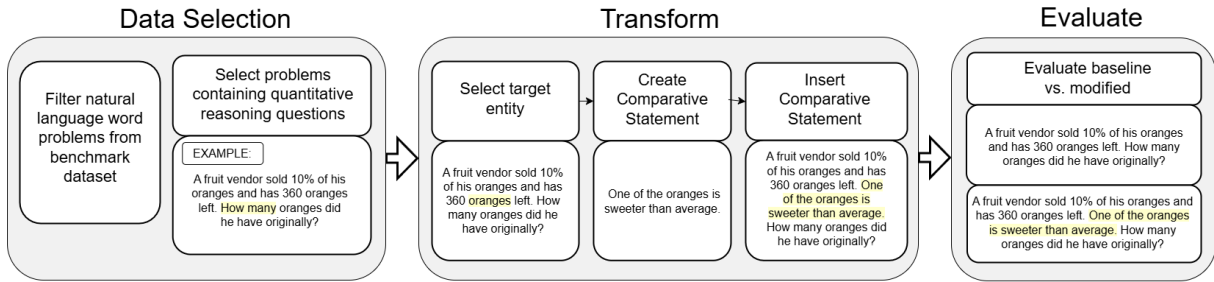 Data Selection
Filter natural
language word
problems from
benchmark
dataset
Select problems
containing quantitative
reasoning questions
EXAMPLE:
A fruit vendor sold 10% of his
oranges and has 360 oranges
left. How many oranges did
he have originally?
Transform
Select target
entity
A fruit vendor sold 10%
of his oranges and has
360 oranges left. How
many oranges did he
have originally?
Create
Comparative
Statement
One of the oranges is
sweeter than average.
Insert
Comparative
Statement
A fruit vendor sold 10%
of his oranges and has
360 oranges left. One
of the oranges is
sweeter than average.
How many oranges did
he have originally?
Evaluate
Evaluate baseline
vs. modified
A fruit vendor sold 10% of his oranges
and has 360 oranges left. How many
oranges did he have originally?
A fruit vendor sold 10% of his oranges and
has 360 oranges left. One of the oranges
is sweeter than average. How many
oranges did he have originally?